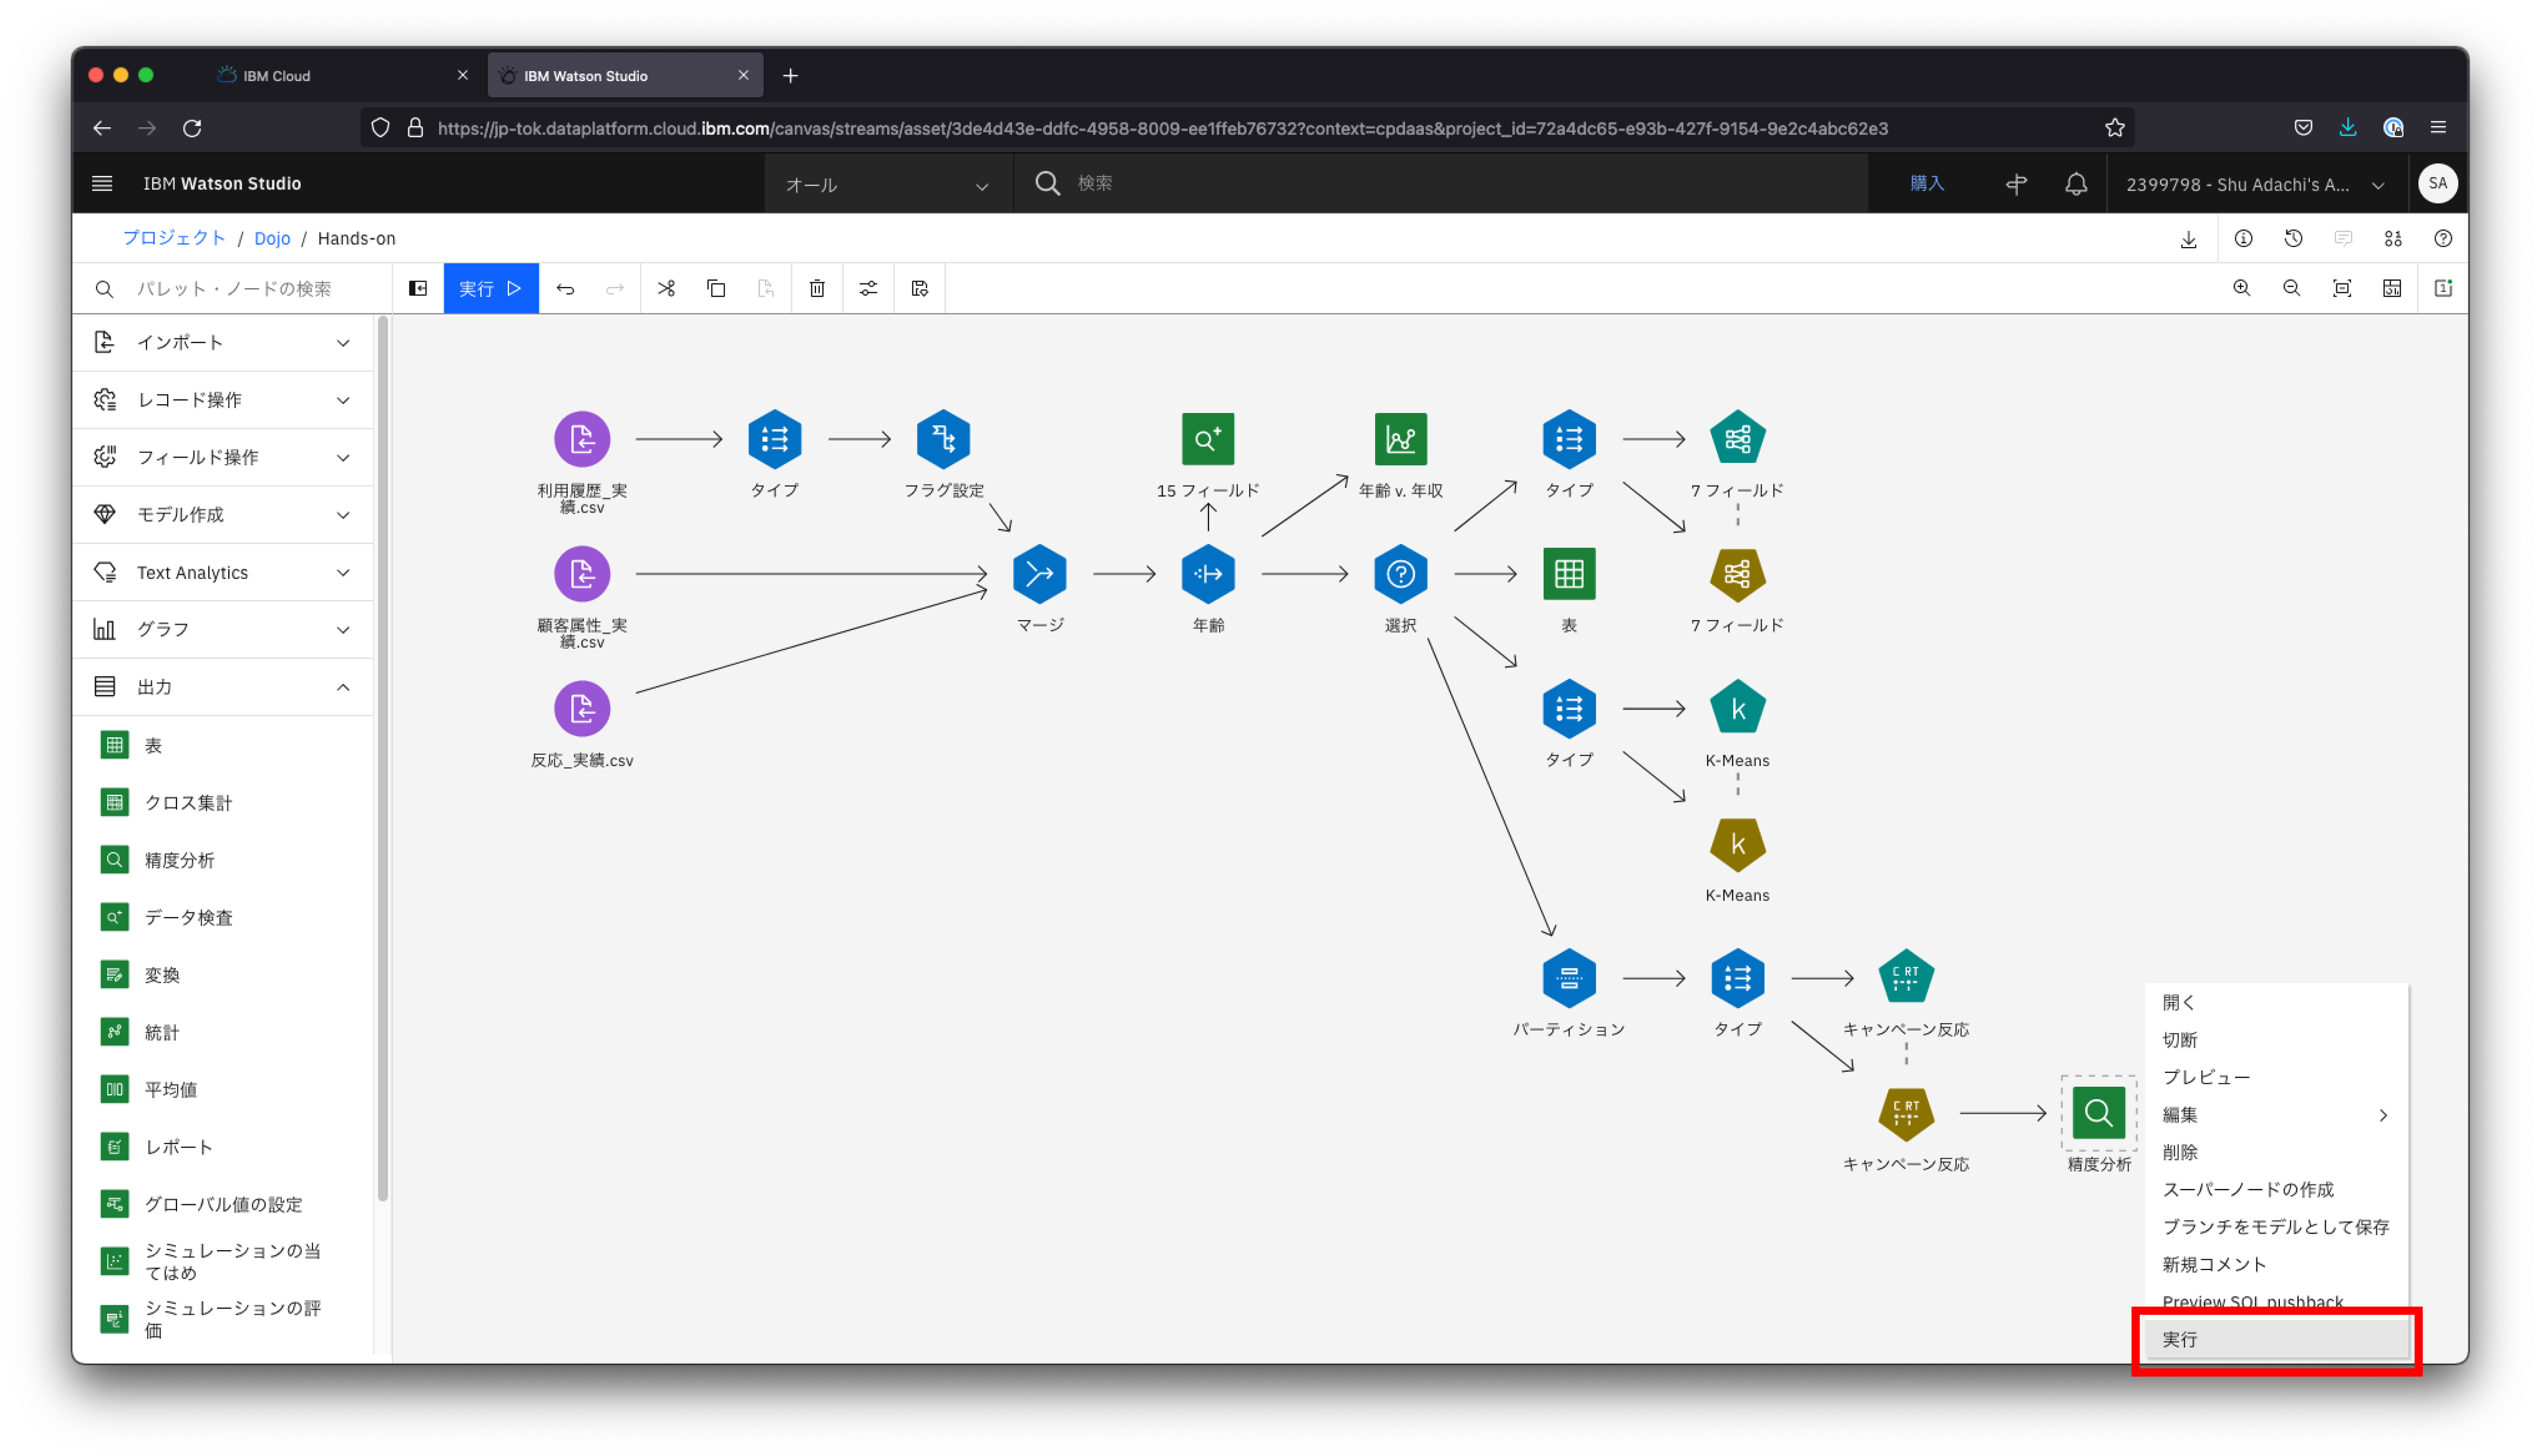 IBM Cloud
IBM Watson Studio
https://jp-tok.dataplatform.cloud.ibm.com/canvas/streams/asset/3de4d43e-ddfc-4958-8009-ee1ffeb76732?context=cpdaas&project_id=72a4dc65-e93b-427f-9154-9e2c4abc62e3
IBM Watson Studio
オール
検索
購入
2399798 - Shu Adachi's A...
SA
プロジェクト / Dojo / Hands-on
パレット・ノードの検索
実行
インポート
レコード操作
フィールド操作
モデル作成
Text Analytics
グラフ
出力
表
クロス集計
精度分析
データ検査
変換
統計
平均値
レポート
グローバル値の設定
シミュレーションの当
てはめ
シミュレーションの評
価
利用履歴_実
績.csv
タイプ
フラグ設定
15 フィールド
年齢 v. 年収
タイプ
7 フィールド
顧客属性_実
績.csv
マージ
年齢
選択
表
7 フィールド
反応_実績.csv
タイプ
k
K-Means
k
K-Means
パーティション
タイプ
C RT
キャンペーン反応
C RT
キャンペーン反応
精度分析
開く
切断
プレビュー
編集
削除
スーパーノードの作成
ブランチをモデルとして保存
新規コメント
Preview SQL pushback
実行